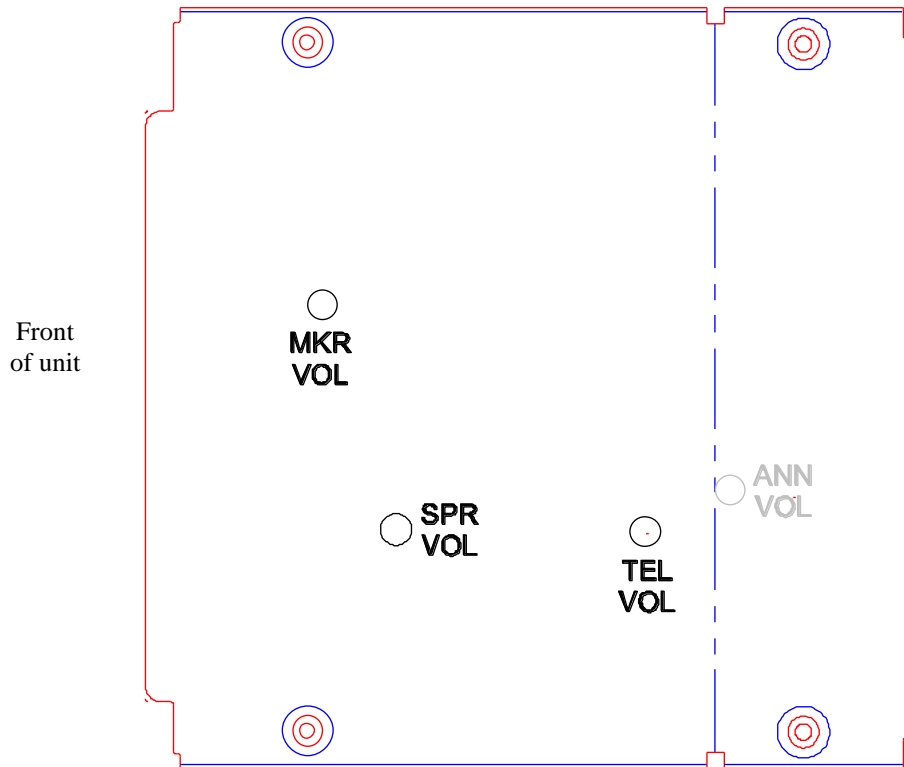 Front
of unit
MKR
VOL
SPR
VOL
TEL
VOL
ANN
VOL